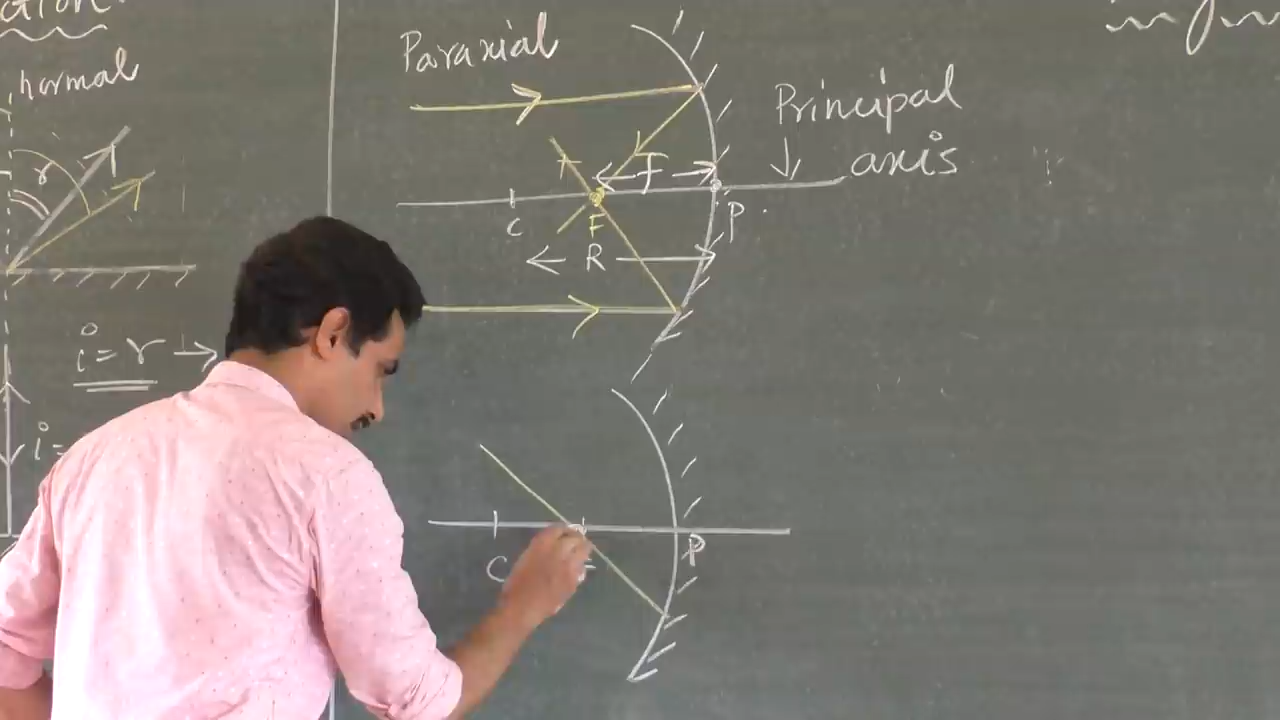 normal
r
i = r →
i =
Paraxial
f
C
F
P
← R →
Principal
axis
C
P